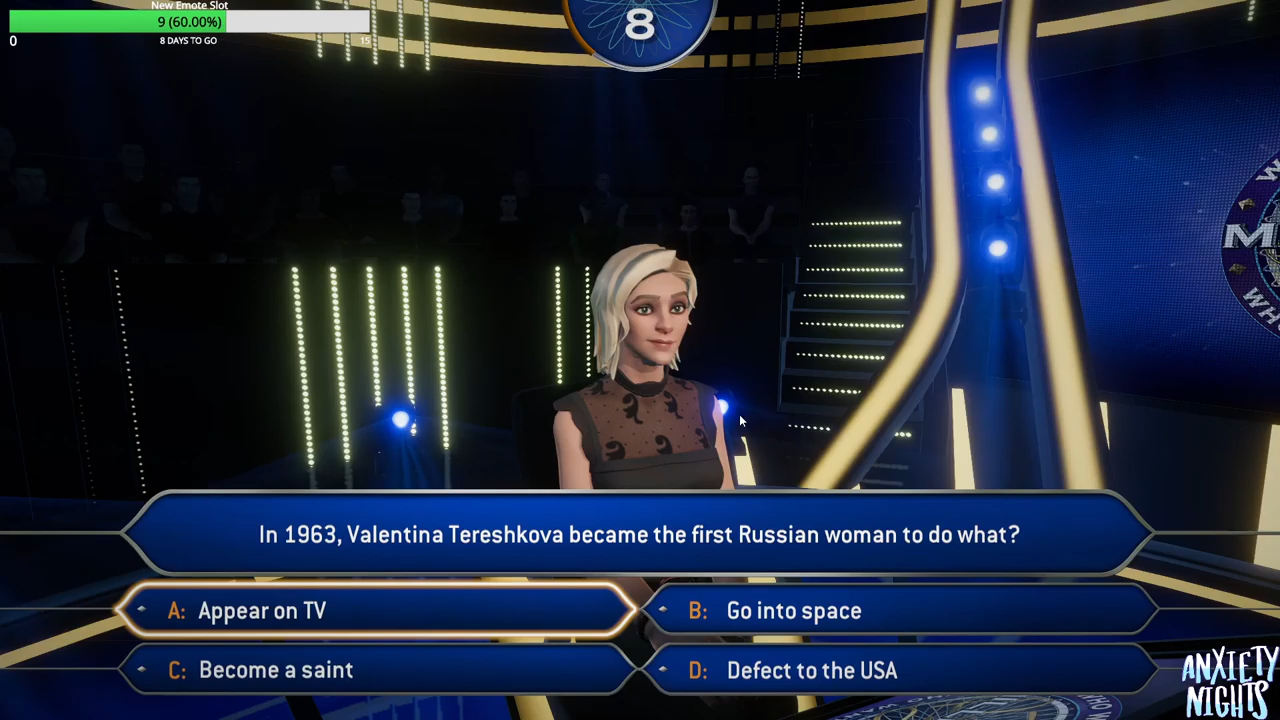 New Emote Slot
9 (60.00%)
0
8 DAYS TO GO
15
8
In 1963, Valentina Tereshkova became the first Russian woman to do what?
A: Appear on TV
B: Go into space
C: Become a saint
D: Defect to the USA
ANXIETY
NIGHTS